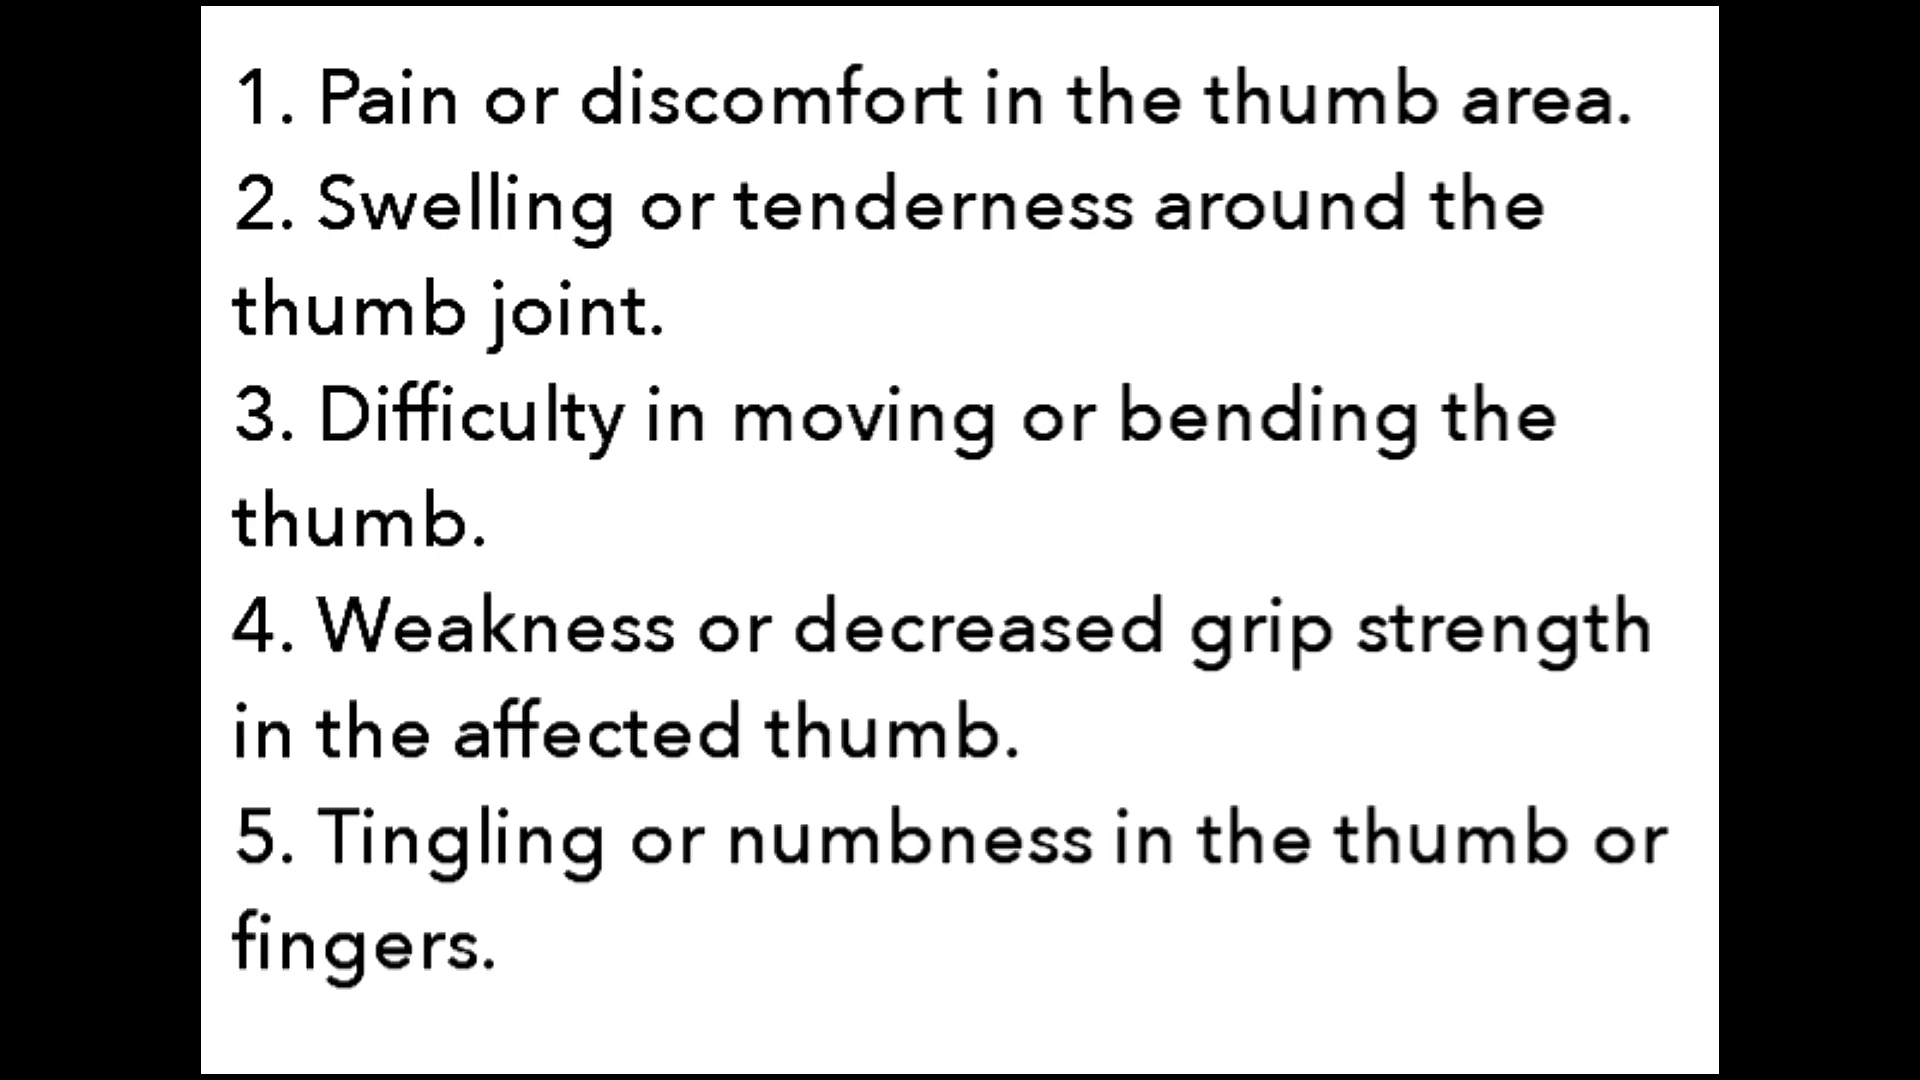 1. Pain or discomfort in the thumb area.
2. Swelling or tenderness around the
thumb joint.
3. Difficulty in moving or bending the
thumb.
4. Weakness or decreased grip strength
in the affected thumb.
5. Tingling or numbness in the thumb or
fingers.